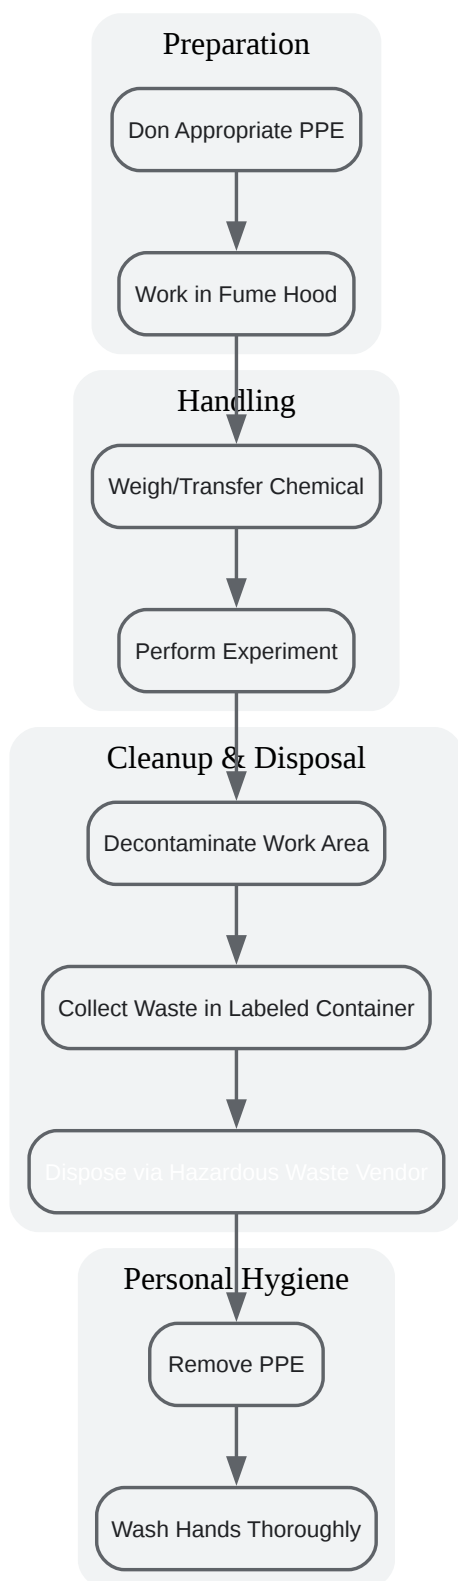 Preparation
Don Appropriate PPE
Work in Fume Hood
Handling
Weigh/Transfer Chemical
Perform Experiment
Cleanup & Disposal
Decontaminate Work Area
Collect Waste in Labeled Container
Dispose via Hazardous Waste Vendor
Personal Hygiene
Remove PPE
Wash Hands Thoroughly